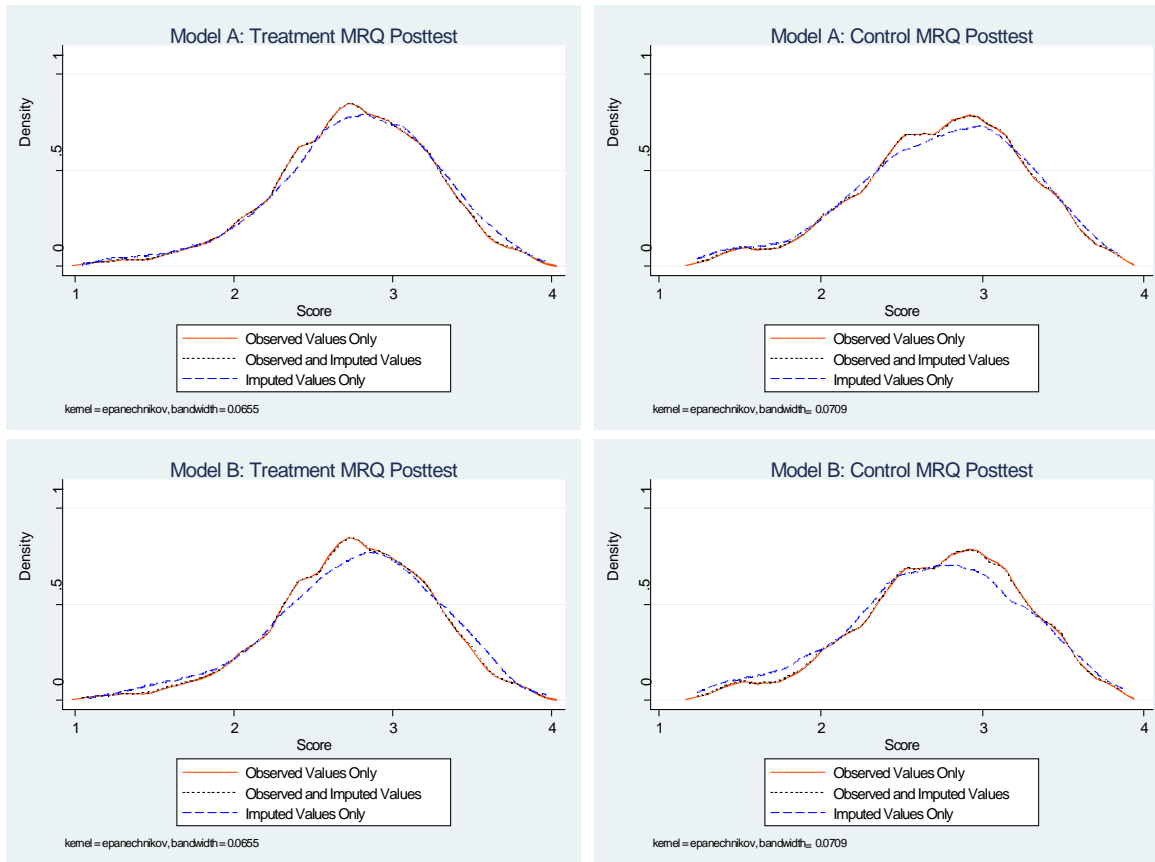 Model A: Treatment MRQ Posttest
Density
1
.5
0
1 2 3 4
Score
Observed Values Only
Observed and Imputed Values
Imputed Values Only
kernel = epanechnikov, bandwidth = 0.0655
Model A: Control MRQ Posttest
Density
1
.5
0
1 2 3 4
Score
Observed Values Only
Observed and Imputed Values
Imputed Values Only
kernel = epanechnikov, bandwidth = 0.0709
Model B: Treatment MRQ Posttest
Density
1
.5
0
1 2 3 4
Score
Observed Values Only
Observed and Imputed Values
Imputed Values Only
kernel = epanechnikov, bandwidth = 0.0655
Model B: Control MRQ Posttest
Density
1
.5
0
1 2 3 4
Score
Observed Values Only
Observed and Imputed Values
Imputed Values Only
kernel = epanechnikov, bandwidth = 0.0709